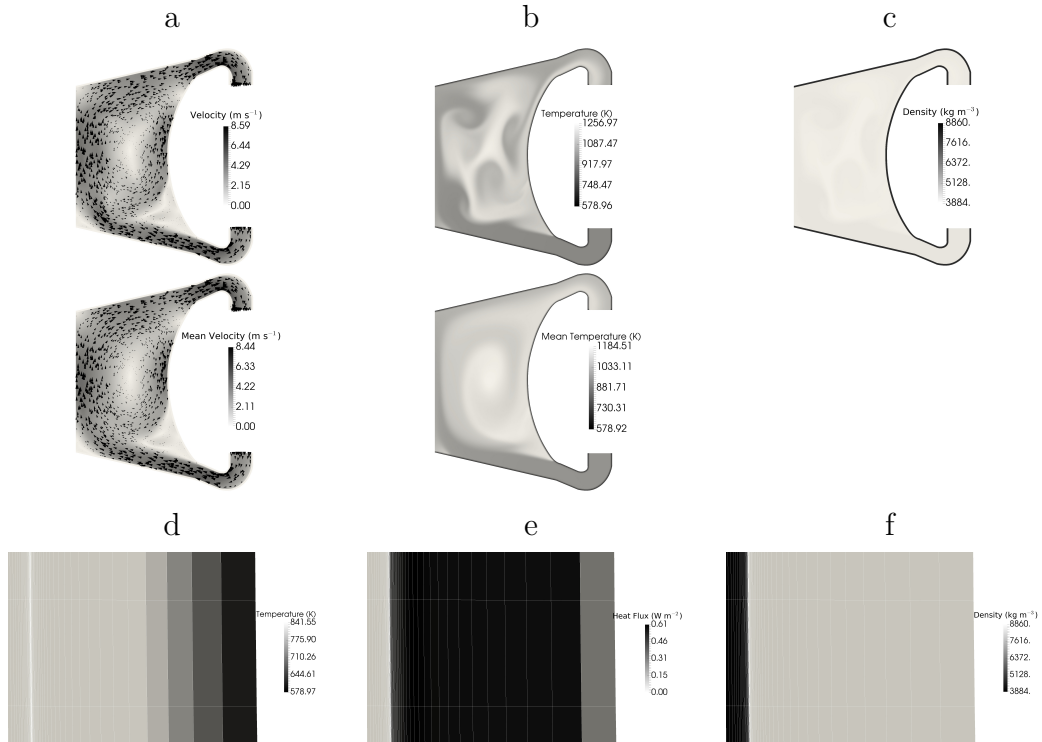 a
b
c
Velocity (m s⁻¹)
8.59
6.44
4.29
2.15
0.00
Temperature (K)
1256.97
1087.47
917.97
748.47
578.96
Density (kg m⁻³)
8860.
7616.
6372.
5128.
3884.
Mean Velocity (m s⁻¹)
8.44
6.33
4.22
2.11
0.00
Mean Temperature (K)
1184.51
1033.11
881.71
730.31
578.92
d
e
f
Temperature (K)
841.55
775.90
710.26
644.61
578.97
Heat Flux (W m⁻²)
0.61
0.46
0.31
0.15
0.00
Density (kg m⁻³)
8860.
7616.
6372.
5128.
3884.